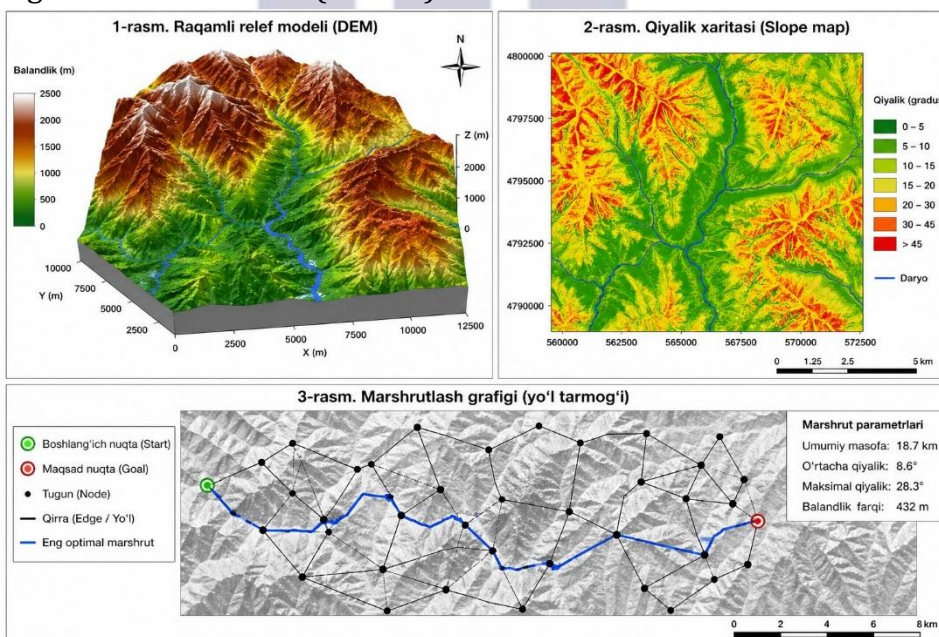 1-rasm. Raqamli relef modeli (DEM)
N
Balandlik (m)
2500
2000
1500
1000
500
0
Z (m)
2000
1000
0
10000
7500
5000
2500
Y (m)
0
2500
5000
7500
10000
12500
X (m)
2-rasm. Qiyalik xaritasi (Slope map)
4800000
4797500
4795000
4792500
4790000
560000
562500
565000
567500
570000
572500
Qiyalik (gradus
0 – 5
5 – 10
10 – 15
15 – 20
20 – 30
30 – 45
> 45
Daryo
0
1.25
2.5
5 km
3-rasm. Marshrutlash grafigi (yo‘l tarmog‘i)
Boshlang‘ich nuqta (Start)
Maqsad nuqta (Goal)
Tugun (Node)
Qirra (Edge / Yo‘l)
Eng optimal marshrut
Marshrut parametrlari
Umumiy masofa: 18.7 km
O‘rtacha qiyalik: 8.6°
Maksimal qiyalik: 28.3°
Balandlik farqi: 432 m
0
2
4
6
8 km